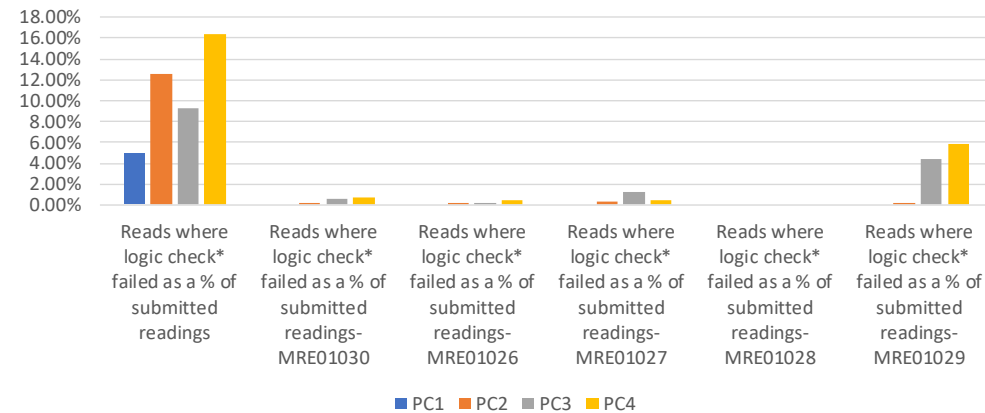 18.00%
16.00%
14.00%
12.00%
10.00%
8.00%
6.00%
4.00%
2.00%
0.00%
Reads where
logic check*
failed as a % of
submitted
readings
Reads where
logic check*
failed as a % of
submitted
readings-
MRE01030
Reads where
logic check*
failed as a % of
submitted
readings-
MRE01026
Reads where
logic check*
failed as a % of
submitted
readings-
MRE01027
Reads where
logic check*
failed as a % of
submitted
readings-
MRE01028
Reads where
logic check*
failed as a % of
submitted
readings-
MRE01029
PC1 PC2 PC3 PC4